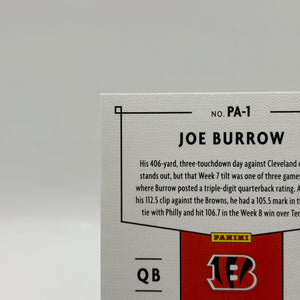 NO. PA-1
JOE BURROW
His 406-yard, three-touchdown day against Cleveland
stands out, but that Week 7 tilt was one of three games
where Burrow posted a triple-digit quarterback rating.
his 112.5 clip against the Browns, he had a 105.5 mark in
tie with Philly and hit 106.7 in the Week 8 win over
PANINI
QB
B